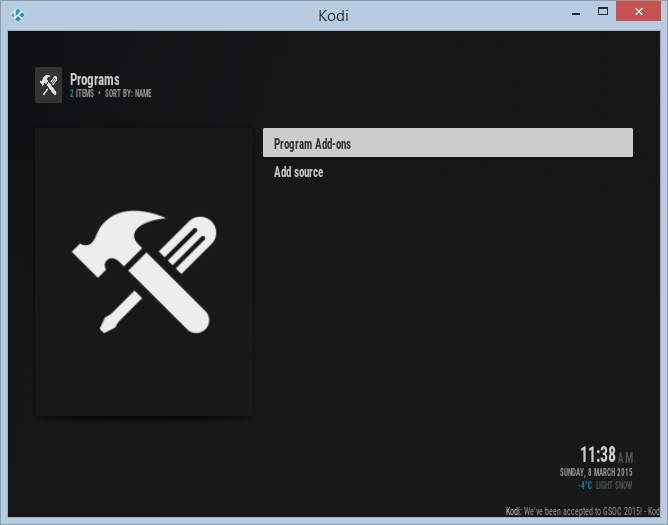 Kodi
Programs
2 ITEMS • SORT BY: NAME
Program Add-ons
Add source
11:38 AM
SUNDAY, 8 MARCH 2015
-4°C LIGHT SNOW
Kodi: We've been accepted to GSOC 2015! - Kod